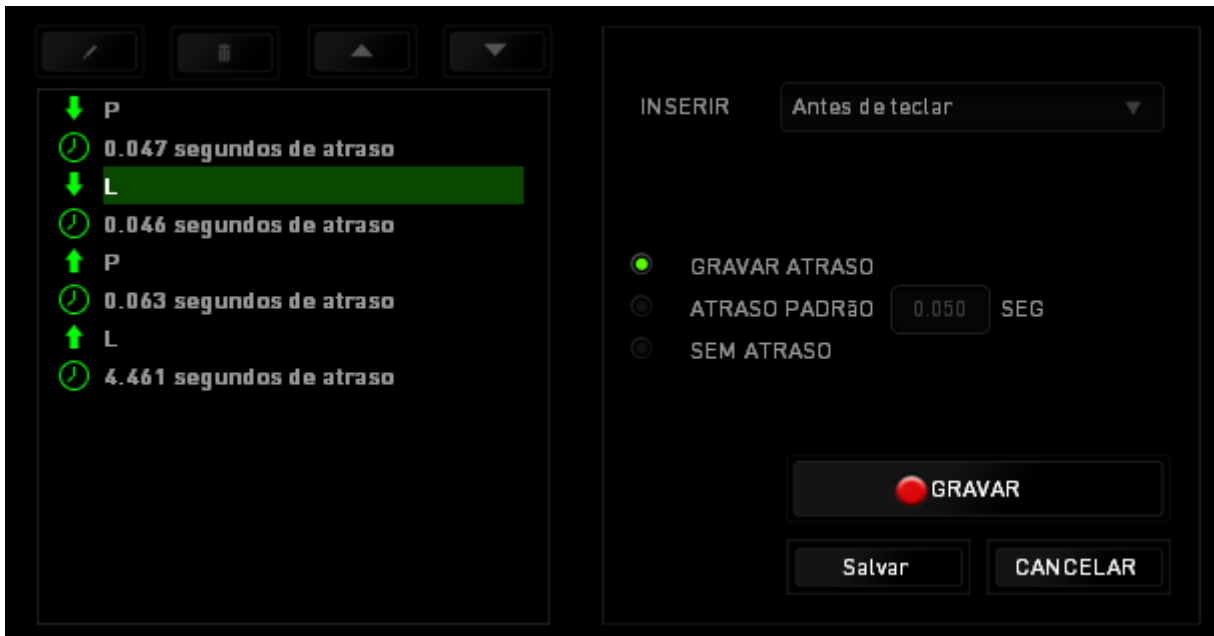 P
0.047 segundos de atraso
L
0.046 segundos de atraso
P
0.063 segundos de atraso
L
4.461 segundos de atraso
INSERIR Antes de teclar
GRAVAR ATRASO
ATRASO PADRãO 0.050 SEG
SEM ATRASO
GRAVAR
Salvar CANCELAR